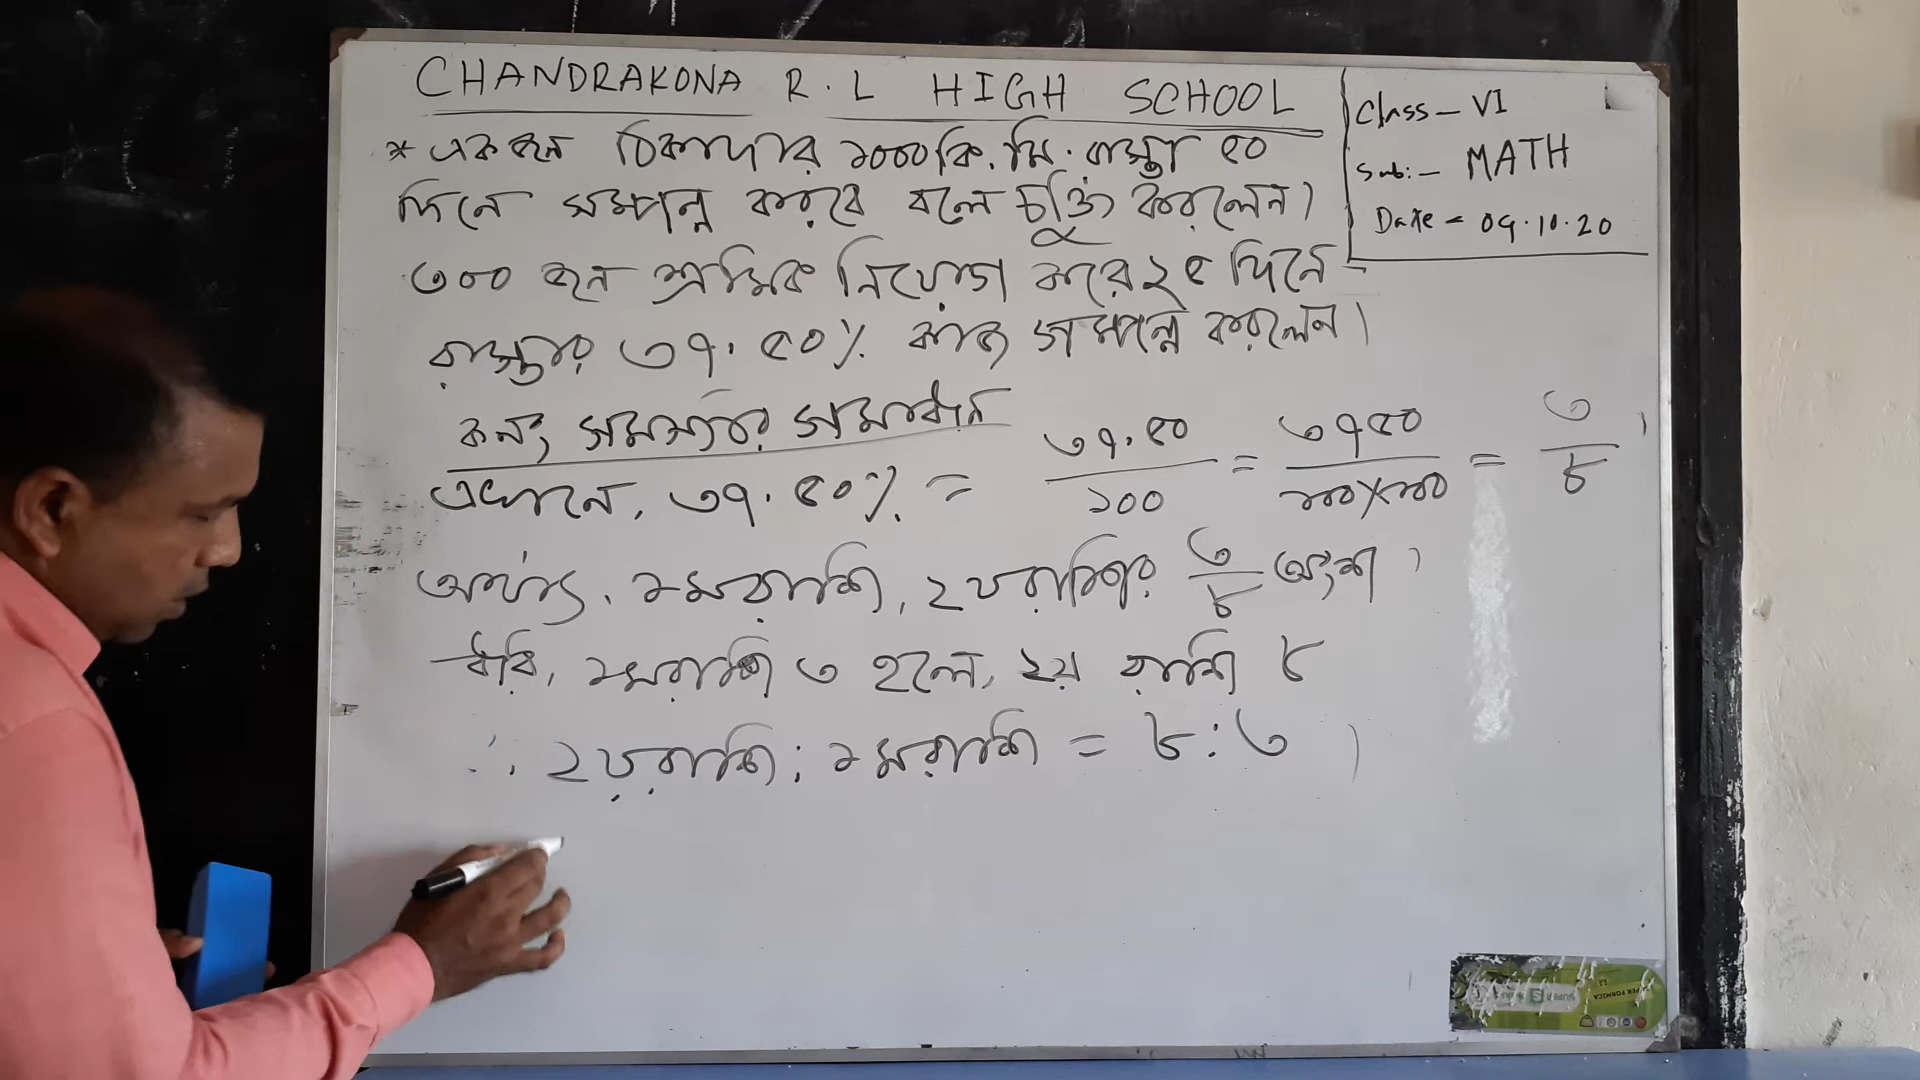 CHANDRAKONA R.L HIGH SCHOOL
Class – VI
Sub:– MATH
Date – 09.10.20
* একজন ঠিকাদার ১০০০কি.মি. রাস্তা ৫০
দিনে সম্পন্ন করবে বলে চুক্তি করলেন।
৩০০ জন শ্রমিক নিয়োগ করে ২৫ দিনে
রাস্তার ৩৭.৫০% কাজ সম্পন্ন করলেন।
সমস্যার সমাধান
এখানে, ৩৭.৫০% = ৩৭.৫০/১০০ = ৩৭৫০/১০০×১০০ = ৩/৮,
অর্থাৎ, ১মরাশি, ২য়রাশির ৩/৮ অংশ।
ধরি, ১মরাশি ৩ হলে, ২য় রাশি ৮
∴ ২য়রাশি : ১মরাশি = ৮:৩।